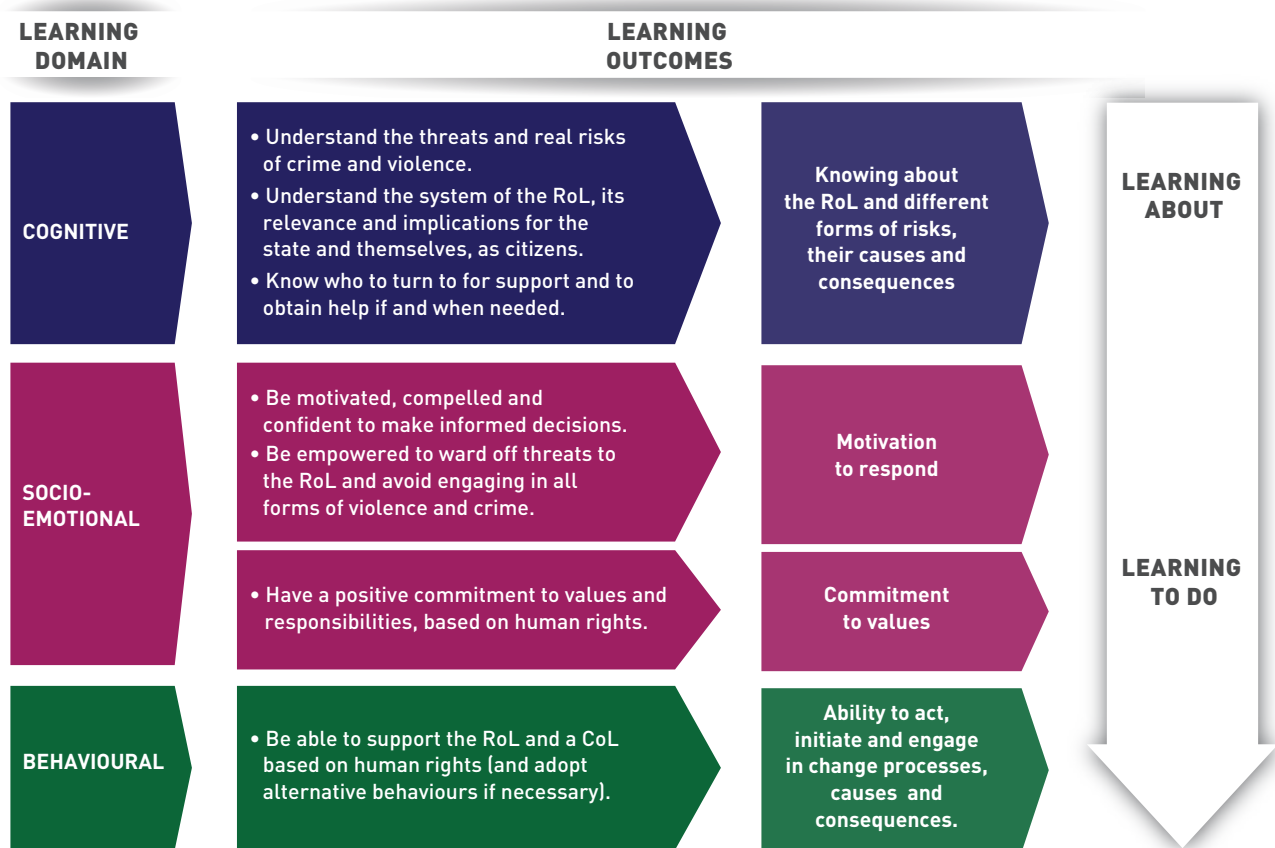 LEARNING
DOMAIN
LEARNING
OUTCOMES
COGNITIVE
• Understand the threats and real risks
of crime and violence.
• Understand the system of the RoL, its
relevance and implications for the
state and themselves, as citizens.
• Know who to turn to for support and to
obtain help if and when needed.
Knowing about
the RoL and different
forms of risks,
their causes and
consequences
LEARNING
ABOUT
SOCIO-
EMOTIONAL
• Be motivated, compelled and
confident to make informed decisions.
• Be empowered to ward off threats to
the RoL and avoid engaging in all
forms of violence and crime.
Motivation
to respond
• Have a positive commitment to values and
responsibilities, based on human rights.
Commitment
to values
LEARNING
TO DO
BEHAVIOURAL
• Be able to support the RoL and a CoL
based on human rights (and adopt
alternative behaviours if necessary).
Ability to act,
initiate and engage
in change processes,
causes and
consequences.